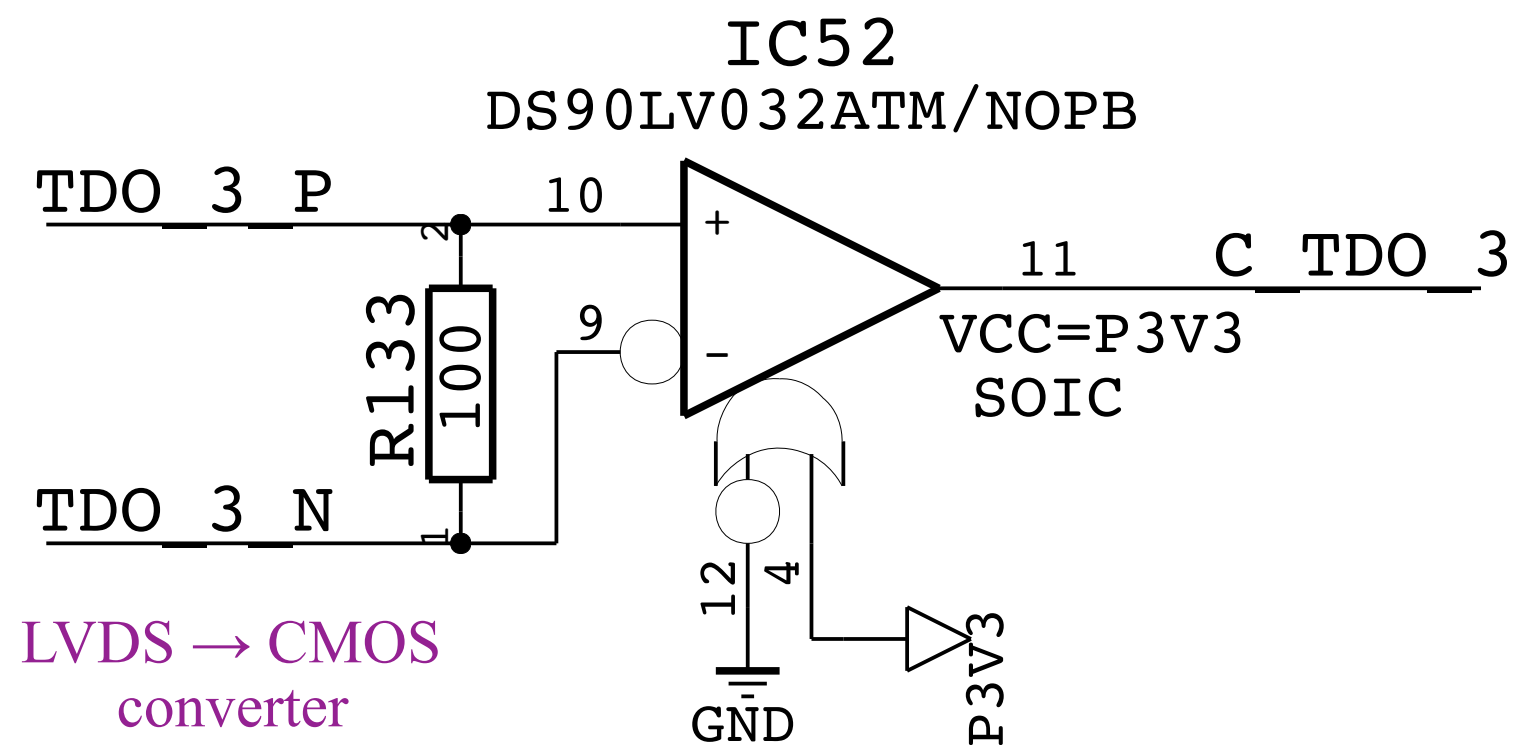 IC52
DS90LV032ATM/NOPB
TDO_3_P
2
10
+
11
C_TDO_3
R133
100
9
-
VCC=P3V3
SOIC
TDO_3_N
1
12
4
LVDS → CMOS
converter
GND
P3V3